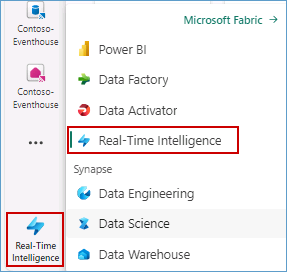 Contoso-
Eventhouse
Contoso-
Eventhouse
Real-Time
Intelligence
Microsoft Fabric →
Power BI
Data Factory
Data Activator
Real-Time Intelligence
Synapse
Data Engineering
Data Science
Data Warehouse